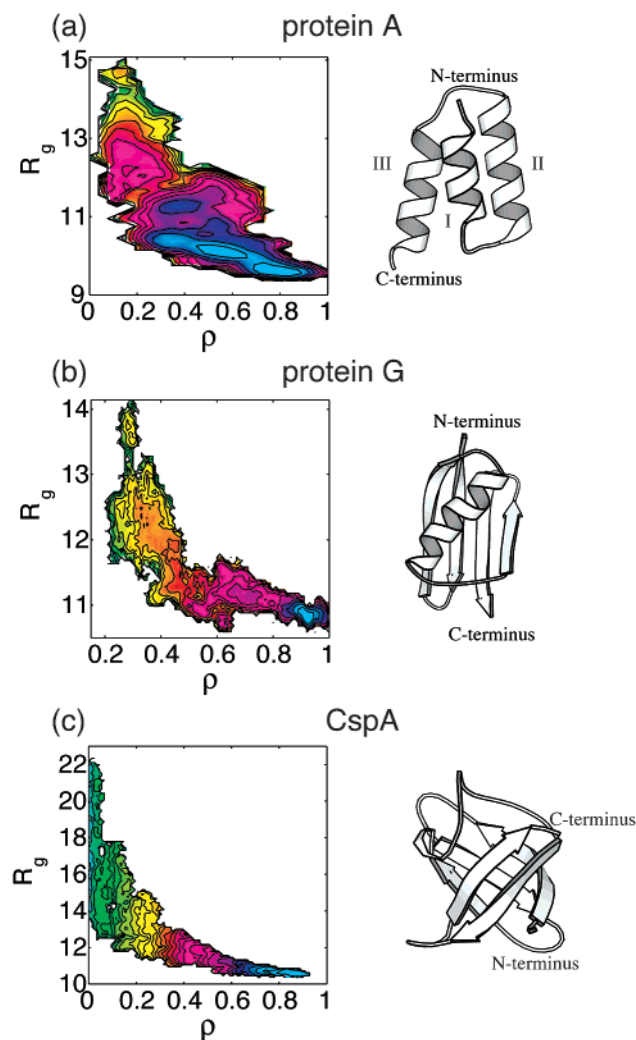 (a) protein A
15
13
11
9
R_g
0 0.2 0.4 0.6 0.8 1
ρ
N-terminus
III
II
I
C-terminus
(b) protein G
14
13
12
11
R_g
0.2 0.4 0.6 0.8 1
ρ
N-terminus
C-terminus
(c) CspA
22
20
18
16
14
12
10
R_g
0 0.2 0.4 0.6 0.8 1
ρ
C-terminus
N-terminus